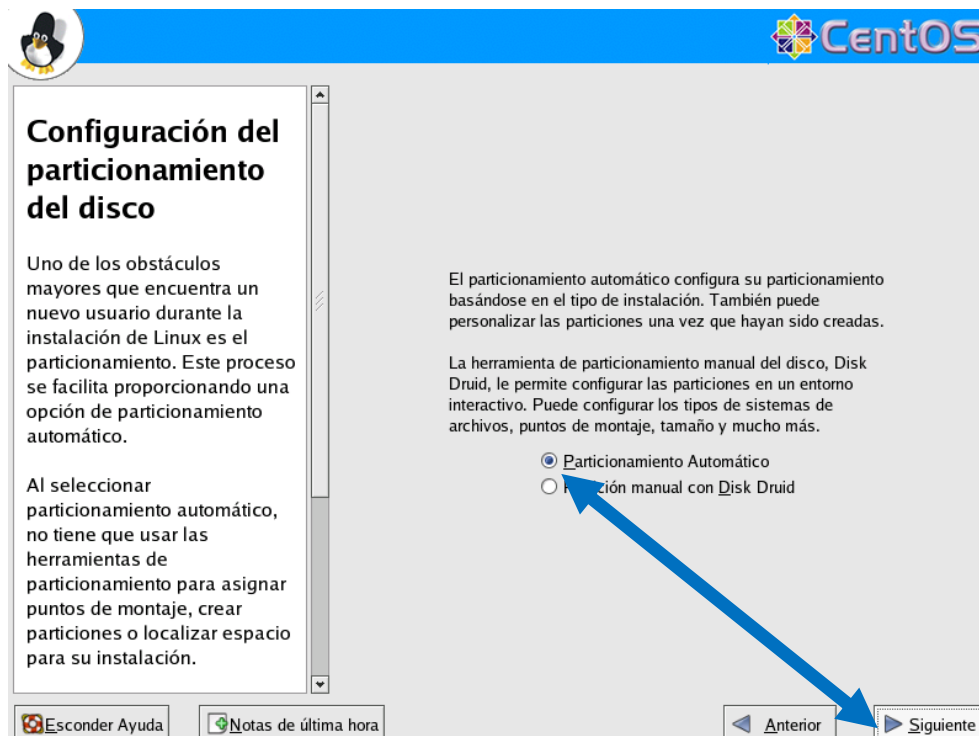 CentOS
Configuración del
particionamiento
del disco
Uno de los obstáculos
mayores que encuentra un
nuevo usuario durante la
instalación de Linux es el
particionamiento. Este proceso
se facilita proporcionando una
opción de particionamiento
automático.
Al seleccionar
particionamiento automático,
no tiene que usar las
herramientas de
particionamiento para asignar
puntos de montaje, crear
particiones o localizar espacio
para su instalación.
El particionamiento automático configura su particionamiento
basándose en el tipo de instalación. También puede
personalizar las particiones una vez que hayan sido creadas.
La herramienta de particionamiento manual del disco, Disk
Druid, le permite configurar las particiones en un entorno
interactivo. Puede configurar los tipos de sistemas de
archivos, puntos de montaje, tamaño y mucho más.
Particionamiento Automático
manual con Disk Druid
Esconder Ayuda
Notas de última hora
Anterior
Siguiente